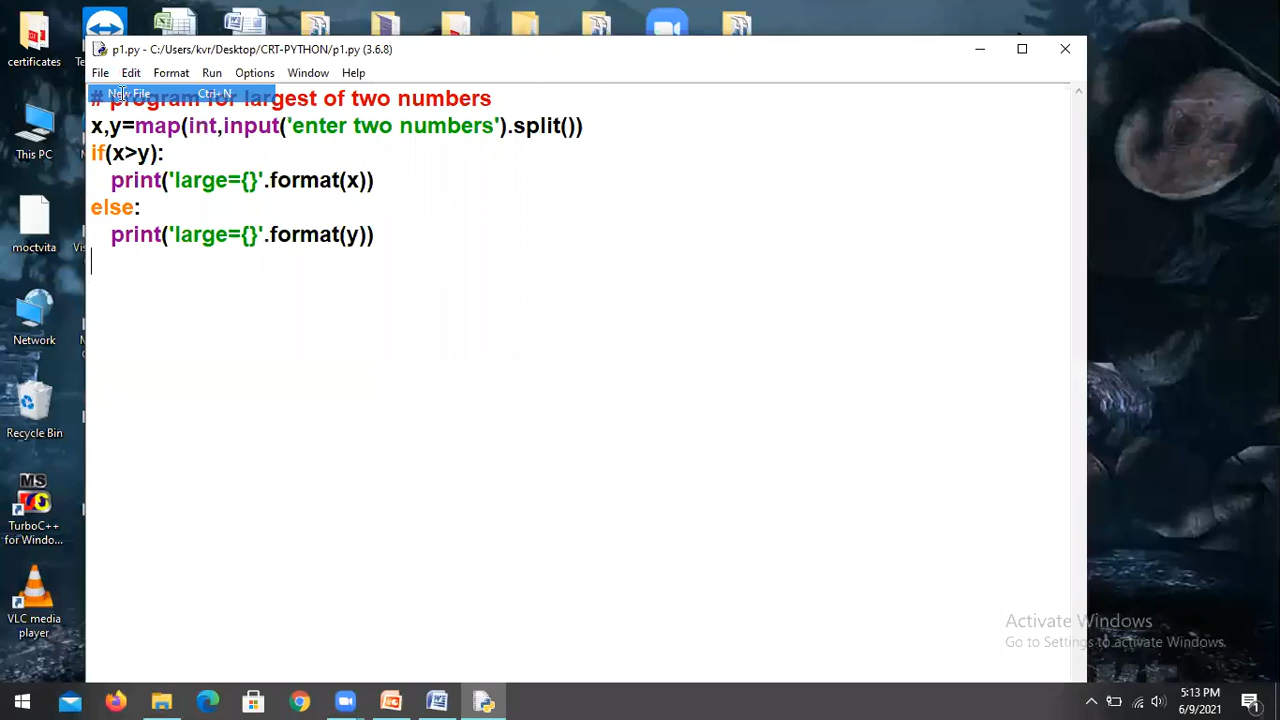 certificates
p1.py - C:/Users/kvr/Desktop/CRT-PYTHON/p1.py (3.6.8)
File Edit Format Run Options Window Help
New File Ctrl+N
# program for largest of two numbers
x,y=map(int,input('enter two numbers').split())
if(x>y):
    print('large={}'.format(x))
else:
    print('large={}'.format(y))
This PC
moctvita
Network
Recycle Bin
MS
TurboC++
for Windo...
VLC media
player
Activate Windows
Go to Settings to activate Windows.
5:13 PM
6/9/2021
1